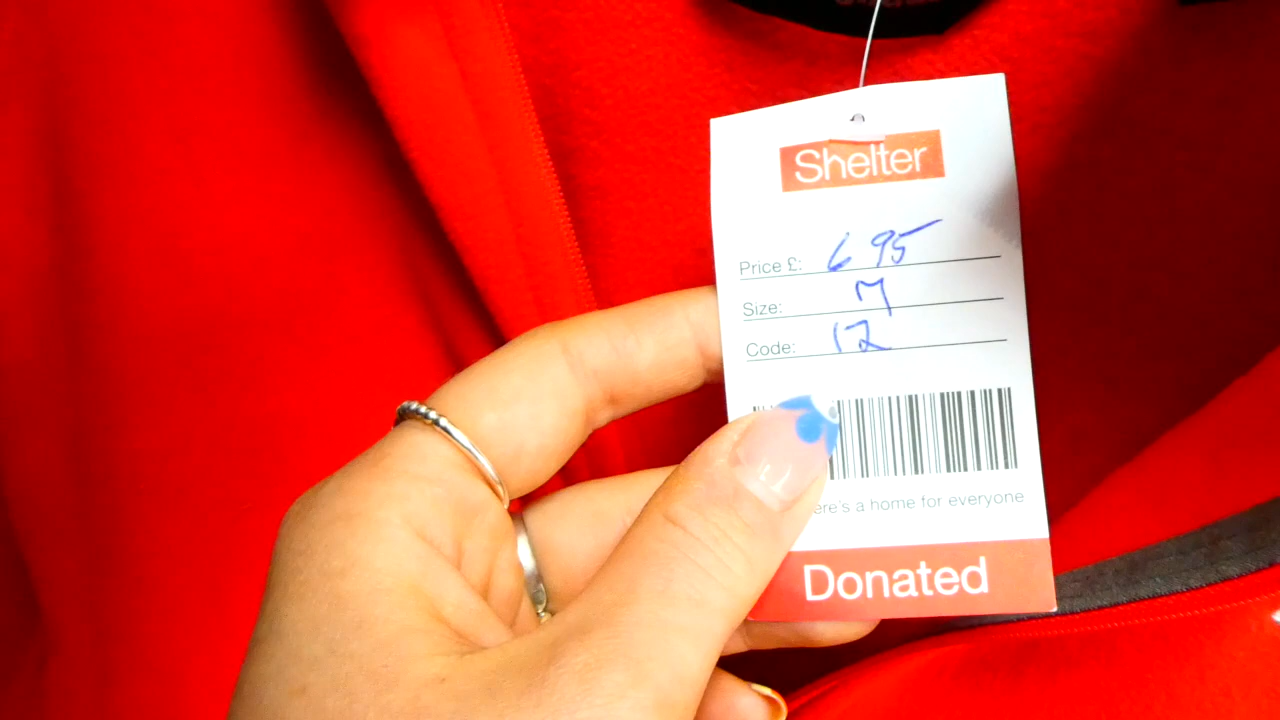 Shelter
Price £: 6 95
Size: M
Code: 12
ere's a home for everyone
Donated